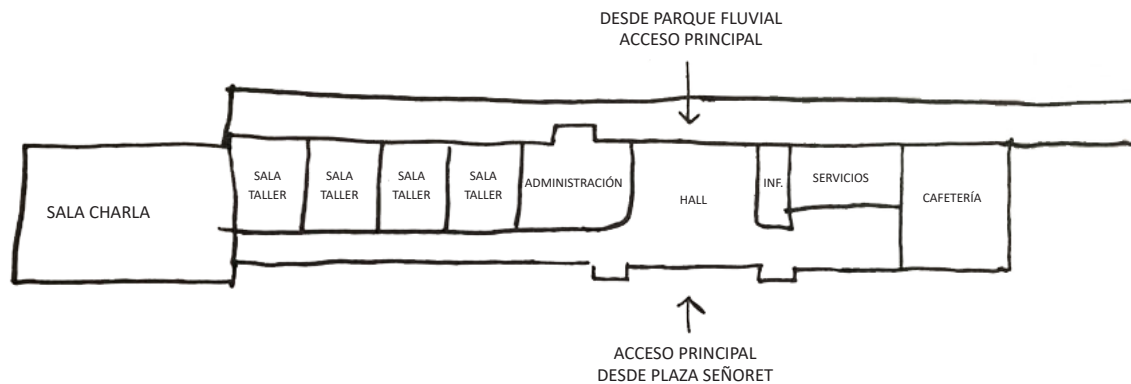 DESDE PARQUE FLUVIAL
ACCESO PRINCIPAL
SALA CHARLA
SALA
TALLER
SALA
TALLER
SALA
TALLER
SALA
TALLER
ADMINISTRACIÓN
HALL
INF.
SERVICIOS
CAFETERÍA
ACCESO PRINCIPAL
DESDE PLAZA SEÑORET